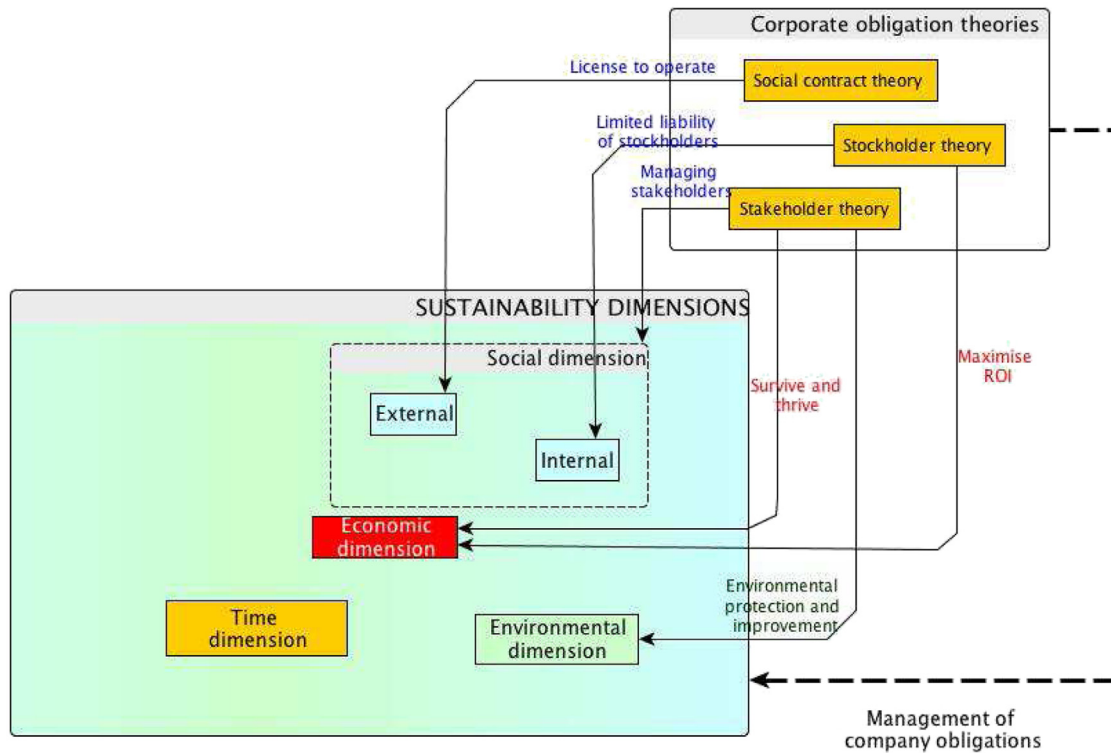 Corporate obligation theories
License to operate
Social contract theory
Limited liability
of stockholders
Stockholder theory
Managing
stakeholders
Stakeholder theory
SUSTAINABILITY DIMENSIONS
Social dimension
Maximise
ROI
Survive and
thrive
External
Internal
Economic
dimension
Environmental
protection and
improvement
Time
dimension
Environmental
dimension
Management of
company obligations